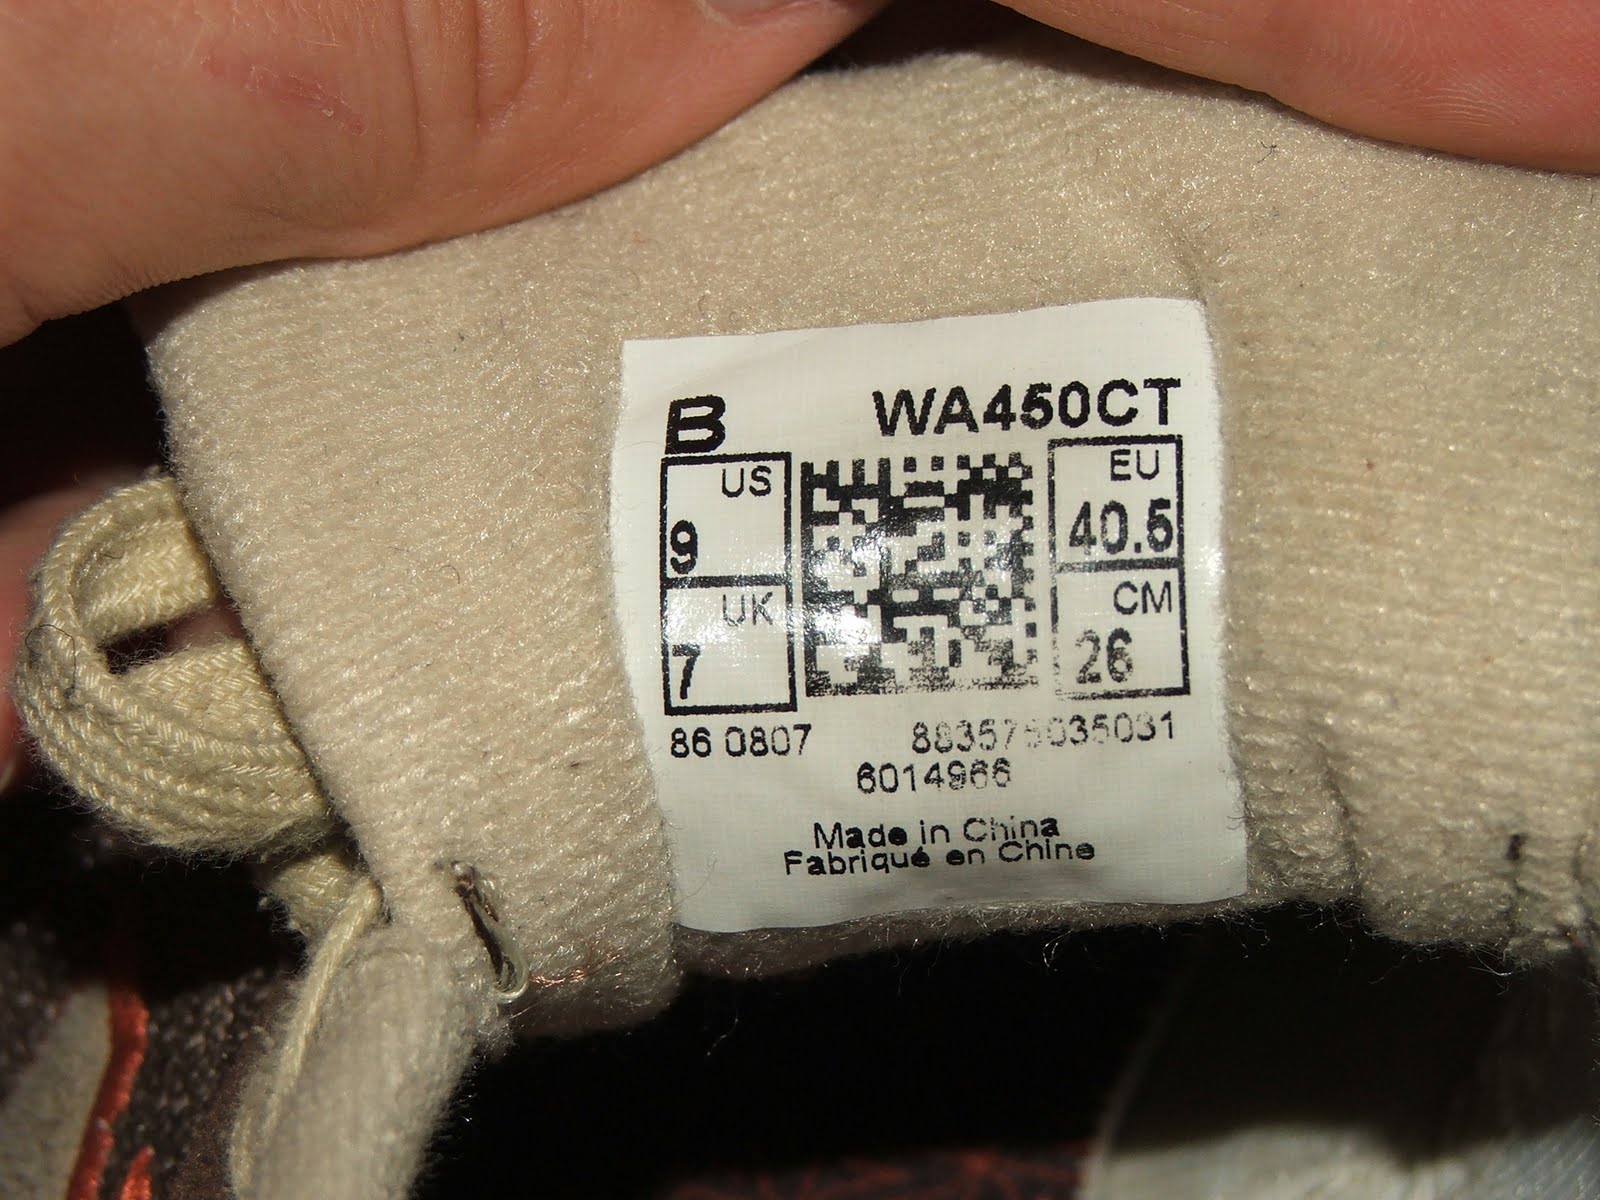 B WA450CT
US EU
9 40.5
UK CM
7 26
86 0807 883575035031
6014966
Made in China
Fabriqué en Chine